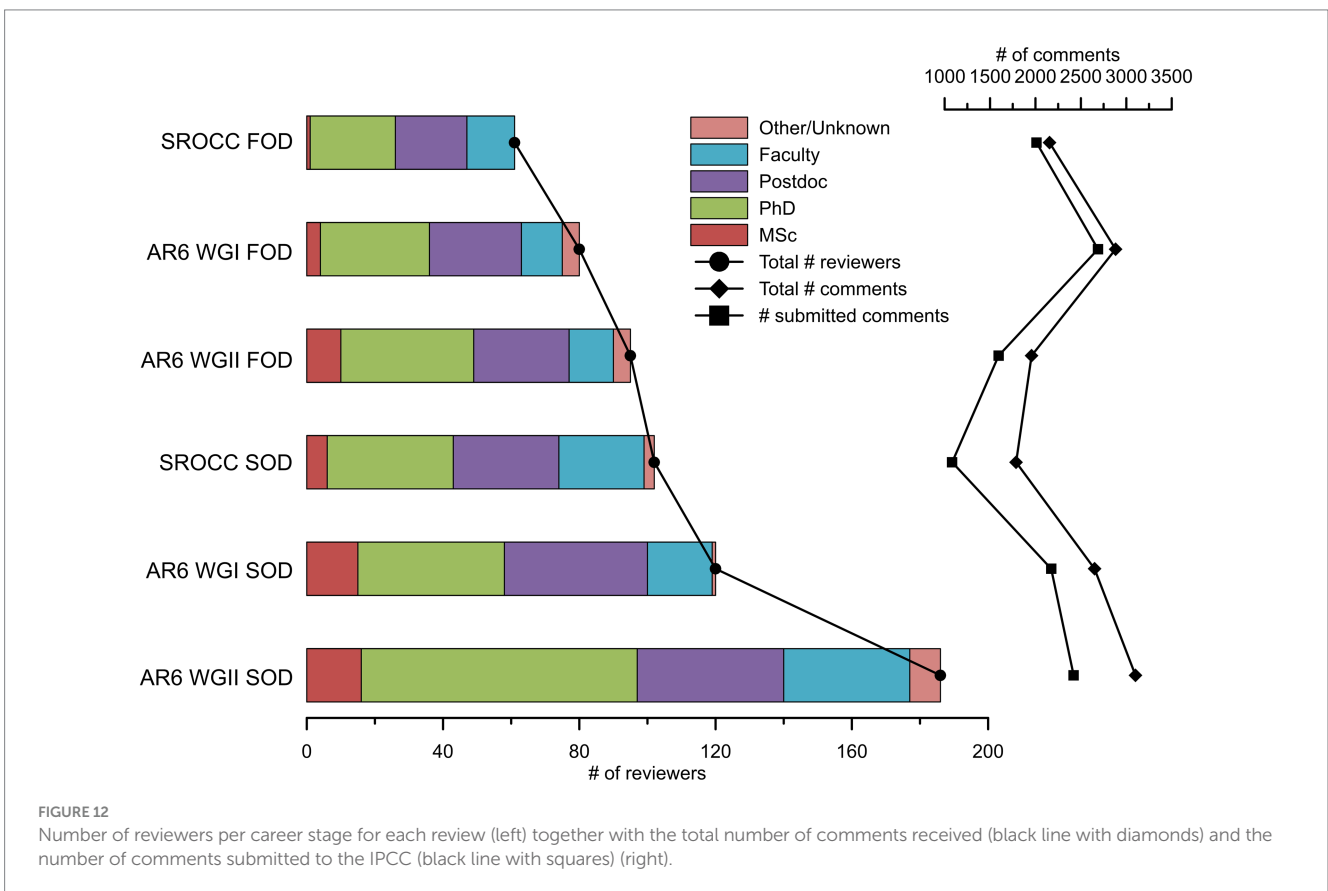 # of comments
1000 1500 2000 2500 3000 3500
SROCC FOD
AR6 WGI FOD
AR6 WGII FOD
SROCC SOD
AR6 WGI SOD
AR6 WGII SOD
Other/Unknown
Faculty
Postdoc
PhD
MSc
Total # reviewers
Total # comments
# submitted comments
0 40 80 120 160 200
# of reviewers
FIGURE 12
Number of reviewers per career stage for each review (left) together with the total number of comments received (black line with diamonds) and the
number of comments submitted to the IPCC (black line with squares) (right).